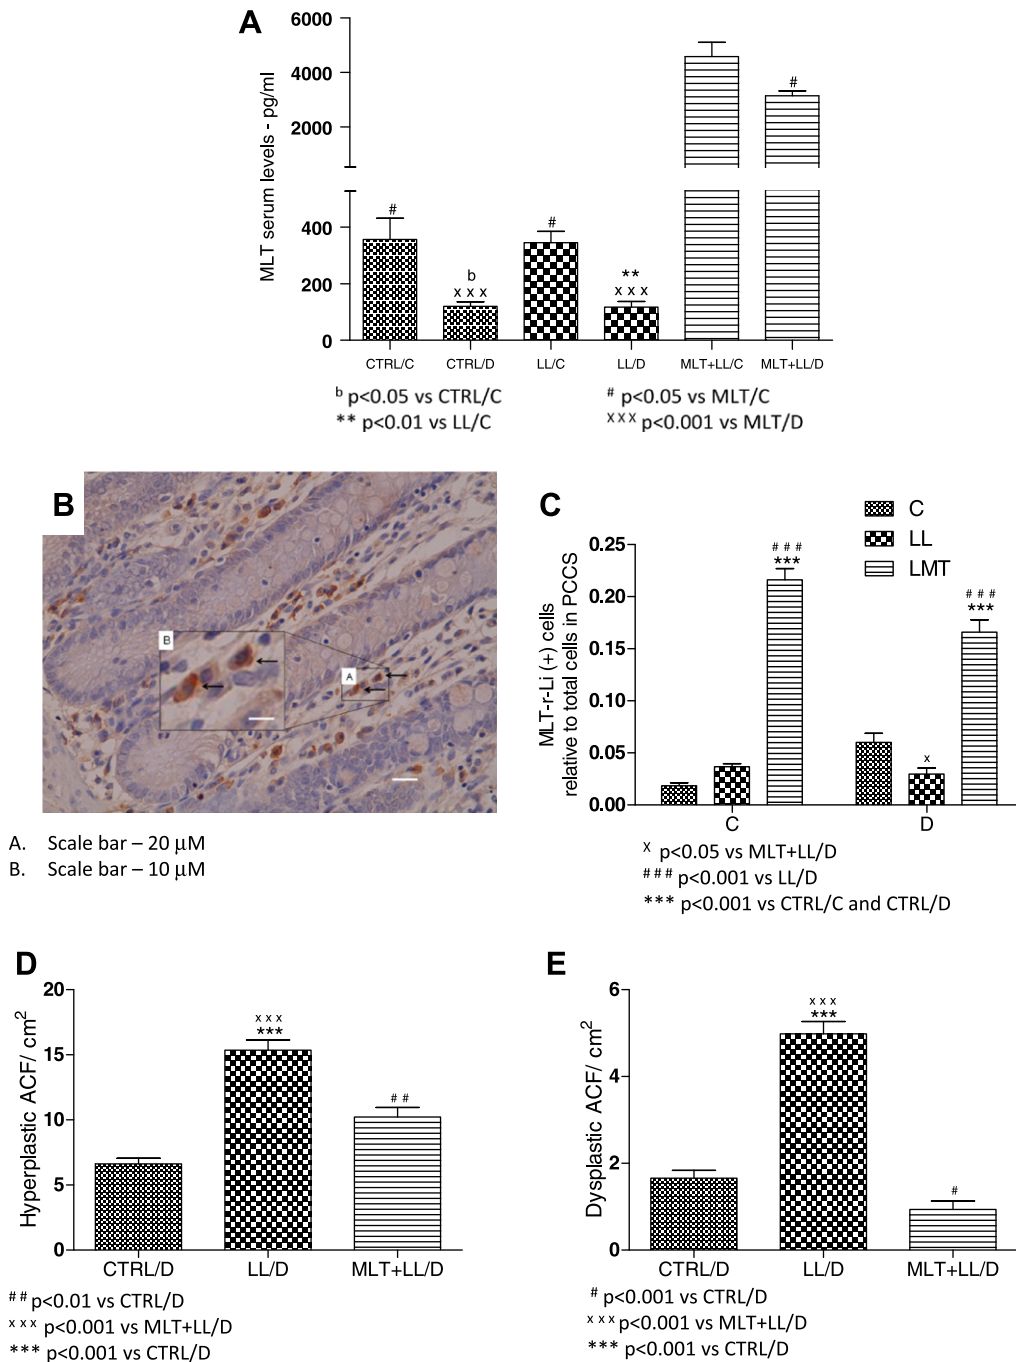 A
MLT serum levels - pg/ml
6000
4000
2000
400
200
0
#
b
x x x
#
**
x x x
#
CTRL/C CTRL/D LL/C LL/D MLT+LL/C MLT+LL/D
b p<0.05 vs CTRL/C
# p<0.05 vs MLT/C
** p<0.01 vs LL/C
xxx p<0.001 vs MLT/D
B
B
A
A. Scale bar – 20 µM
B. Scale bar – 10 µM
C
C
LL
LMT
MLT-r-Li (+) cells
relative to total cells in PCCS
0.25
0.20
0.15
0.10
0.05
0.00
# # #
***
x
# # #
***
C D
x p<0.05 vs MLT+LL/D
### p<0.001 vs LL/D
*** p<0.001 vs CTRL/C and CTRL/D
D
Hyperplastic ACF/ cm²
20
15
10
5
0
x x x
***
# #
CTRL/D LL/D MLT+LL/D
## p<0.01 vs CTRL/D
xxx p<0.001 vs MLT+LL/D
*** p<0.001 vs CTRL/D
E
Dysplastic ACF/ cm²
6
4
2
0
x x x
***
#
CTRL/D LL/D MLT+LL/D
# p<0.001 vs CTRL/D
xxx p<0.001 vs MLT+LL/D
*** p<0.001 vs CTRL/D